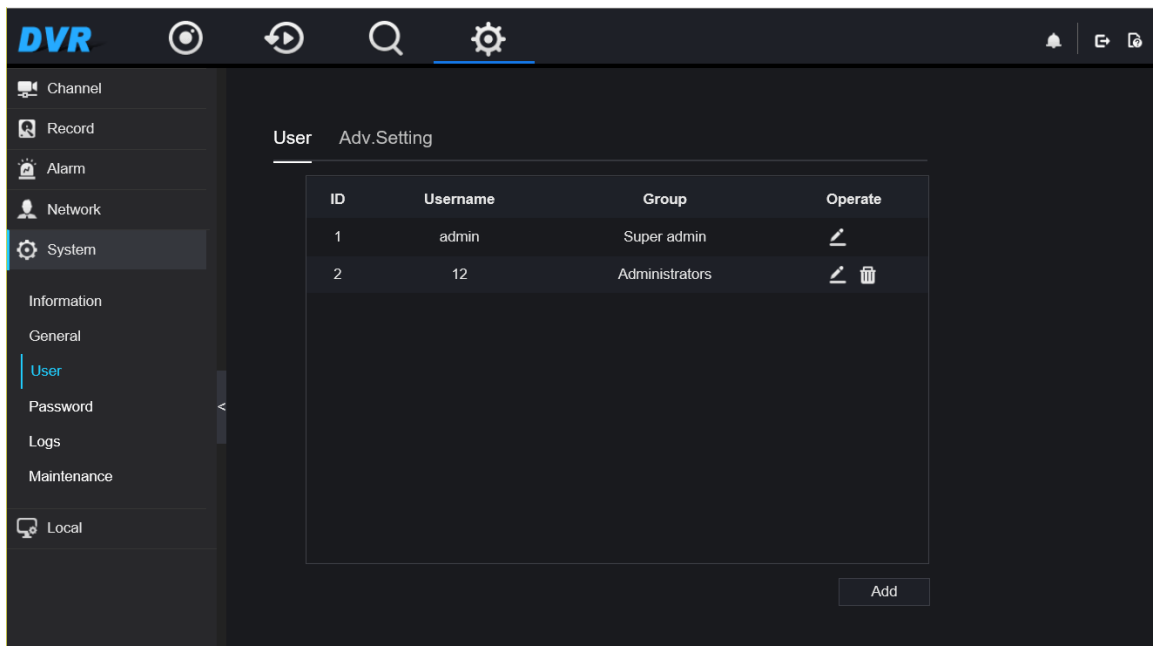 DVR
Channel
Record
Alarm
Network
System
Information
General
User
Password
Logs
Maintenance
Local
<
User Adv.Setting
ID Username Group Operate
1 admin Super admin
2 12 Administrators
Add